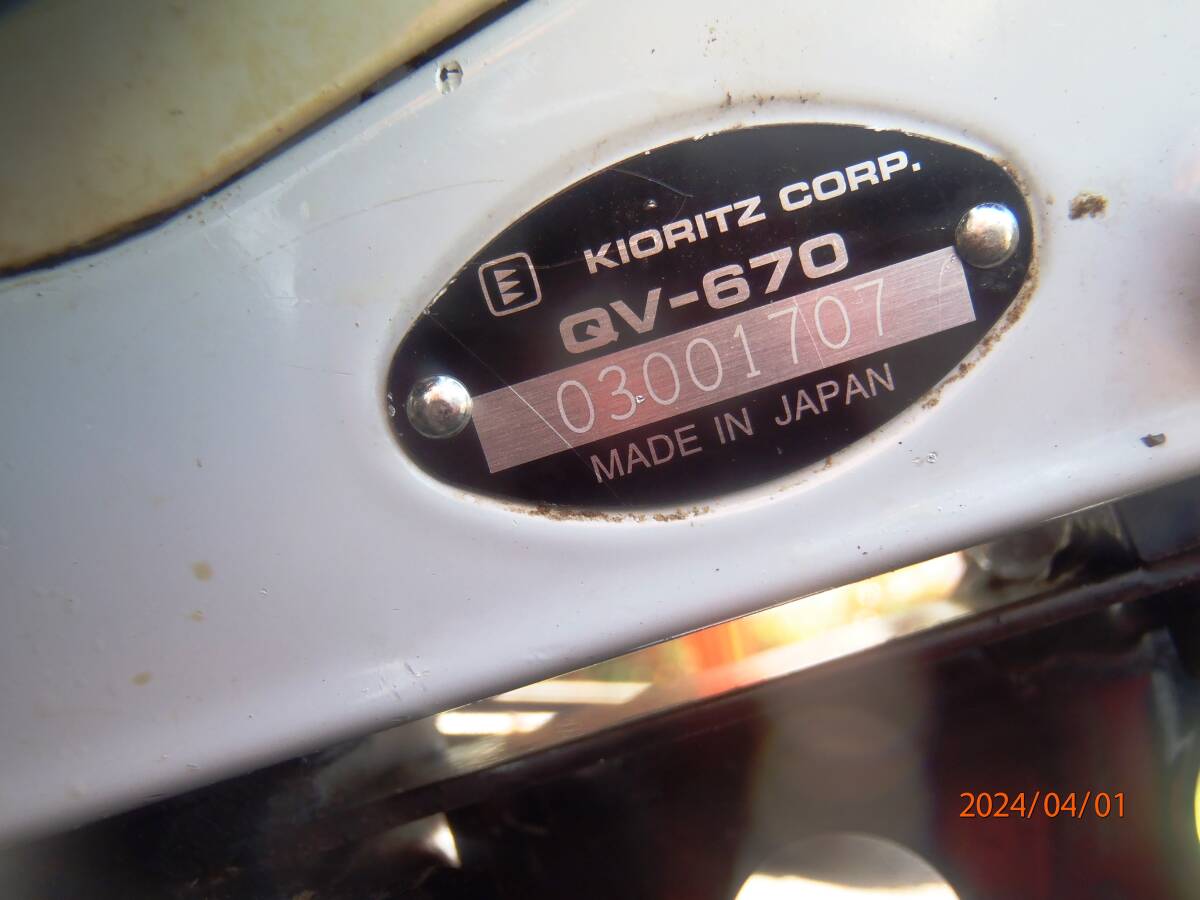 KIORITZ CORP.
QV-670
03001707
MADE IN JAPAN
2024/04/01